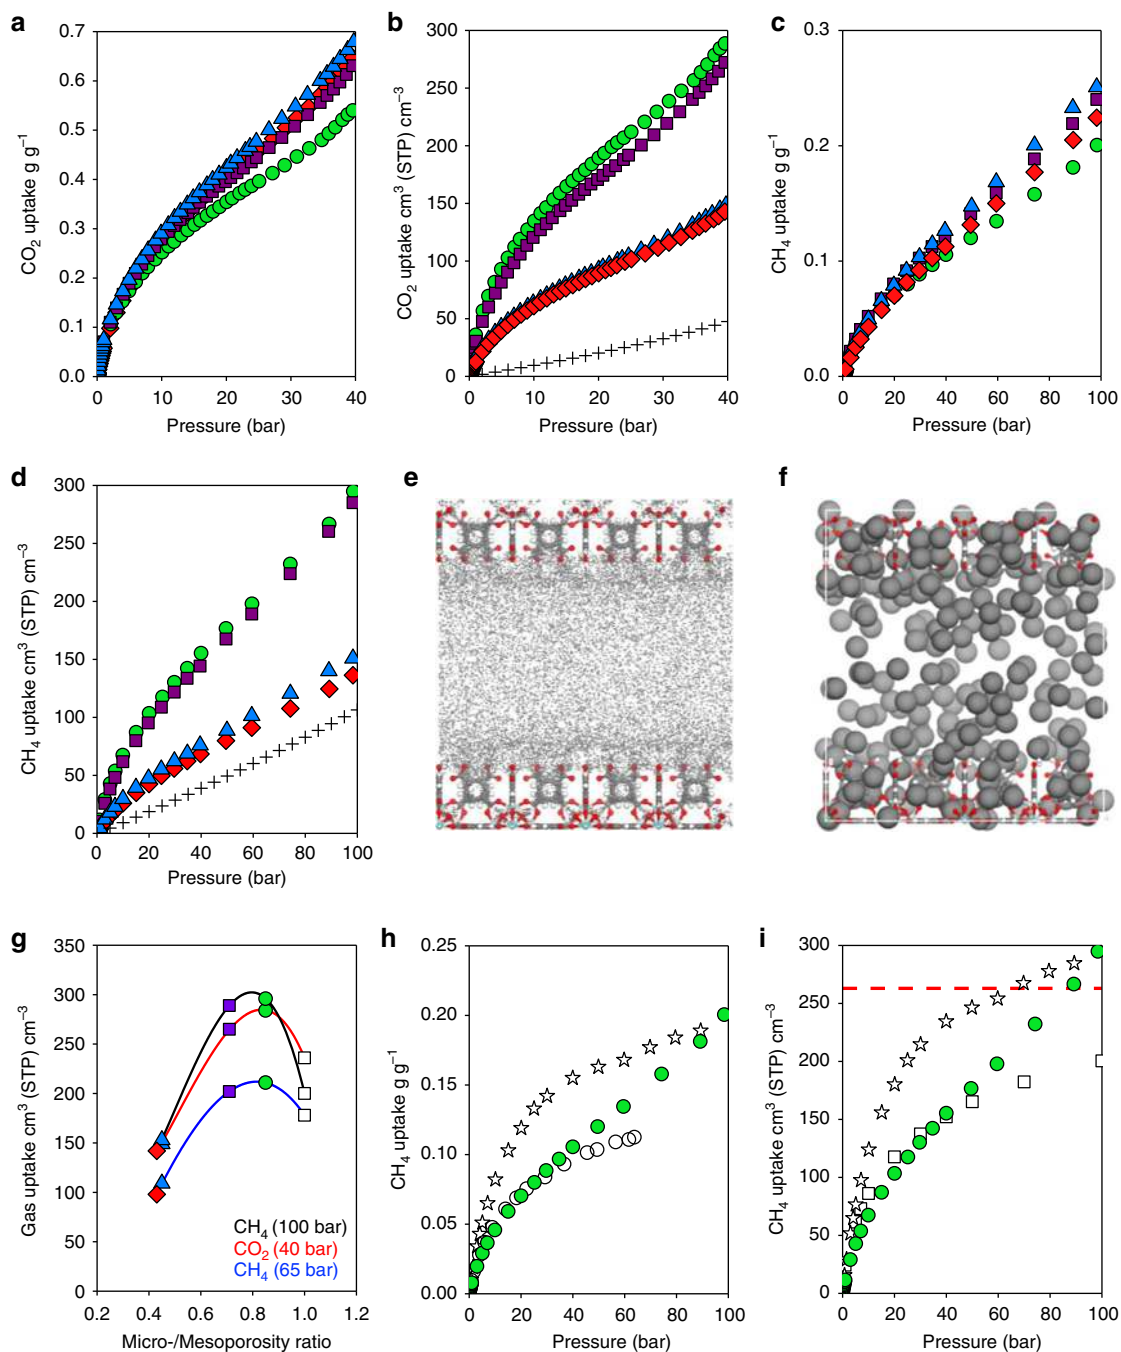 a
0.7
0.6
0.5
0.4
0.3
0.2
0.1
0.0
CO₂ uptake g g⁻¹
0 10 20 30 40
Pressure (bar)
b
300
250
200
150
100
50
0
CO₂ uptake cm³ (STP) cm⁻³
0 10 20 30 40
Pressure (bar)
c
0.3
0.2
0.1
0.0
CH₄ uptake g g⁻¹
0 20 40 60 80 100
Pressure (bar)
d
300
250
200
150
100
50
0
CH₄ uptake cm³ (STP) cm⁻³
0 20 40 60 80 100
Pressure (bar)
e
f
g
350
300
250
200
150
100
50
0
Gas uptake cm³ (STP) cm⁻³
CH₄ (100 bar)
CO₂ (40 bar)
CH₄ (65 bar)
0.2 0.4 0.6 0.8 1.0 1.2
Micro-/Mesoporosity ratio
h
0.25
0.20
0.15
0.10
0.05
0.00
CH₄ uptake g g⁻¹
0 20 40 60 80 100
Pressure (bar)
i
300
250
200
150
100
50
0
CH₄ uptake cm³ (STP) cm⁻³
0 20 40 60 80 100
Pressure (bar)